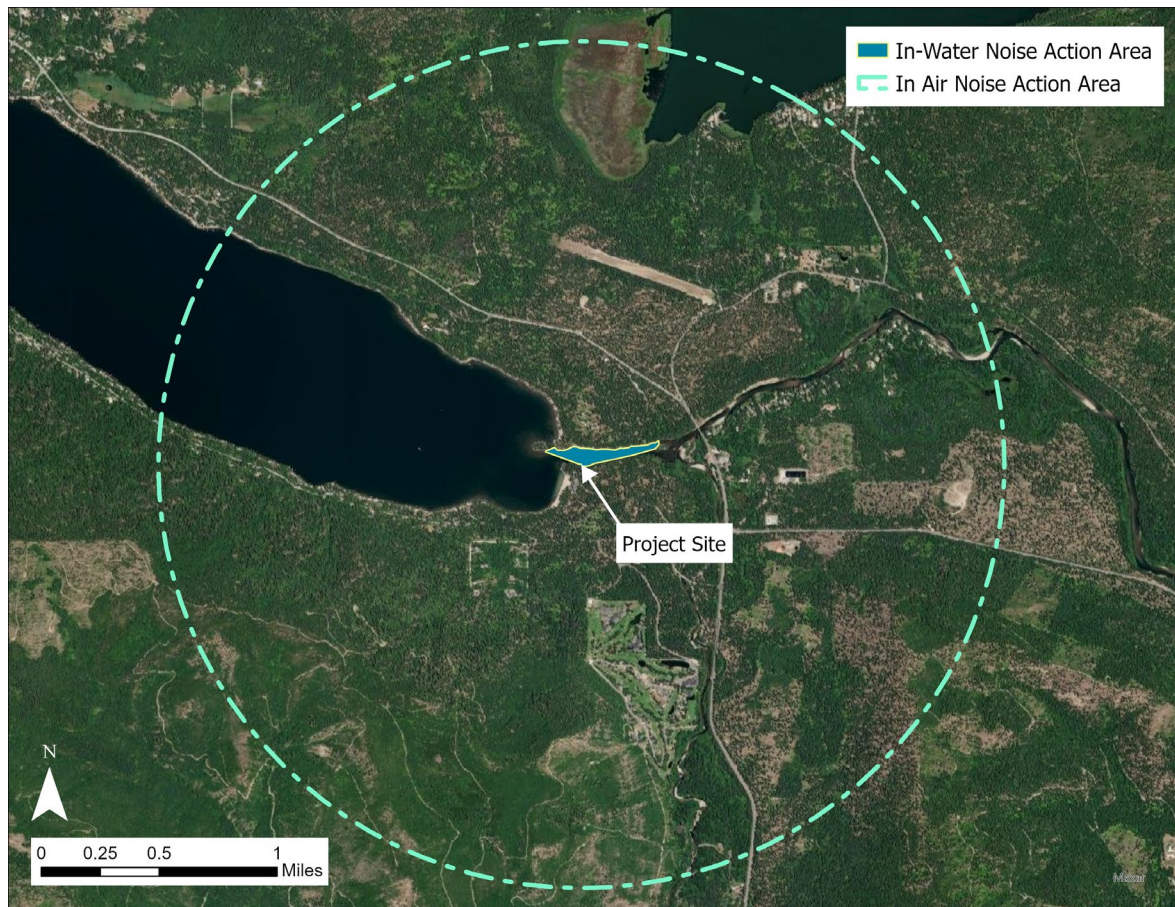 In-Water Noise Action Area
In Air Noise Action Area
Project Site
N
0 0.25 0.5 1
Miles
Maxar